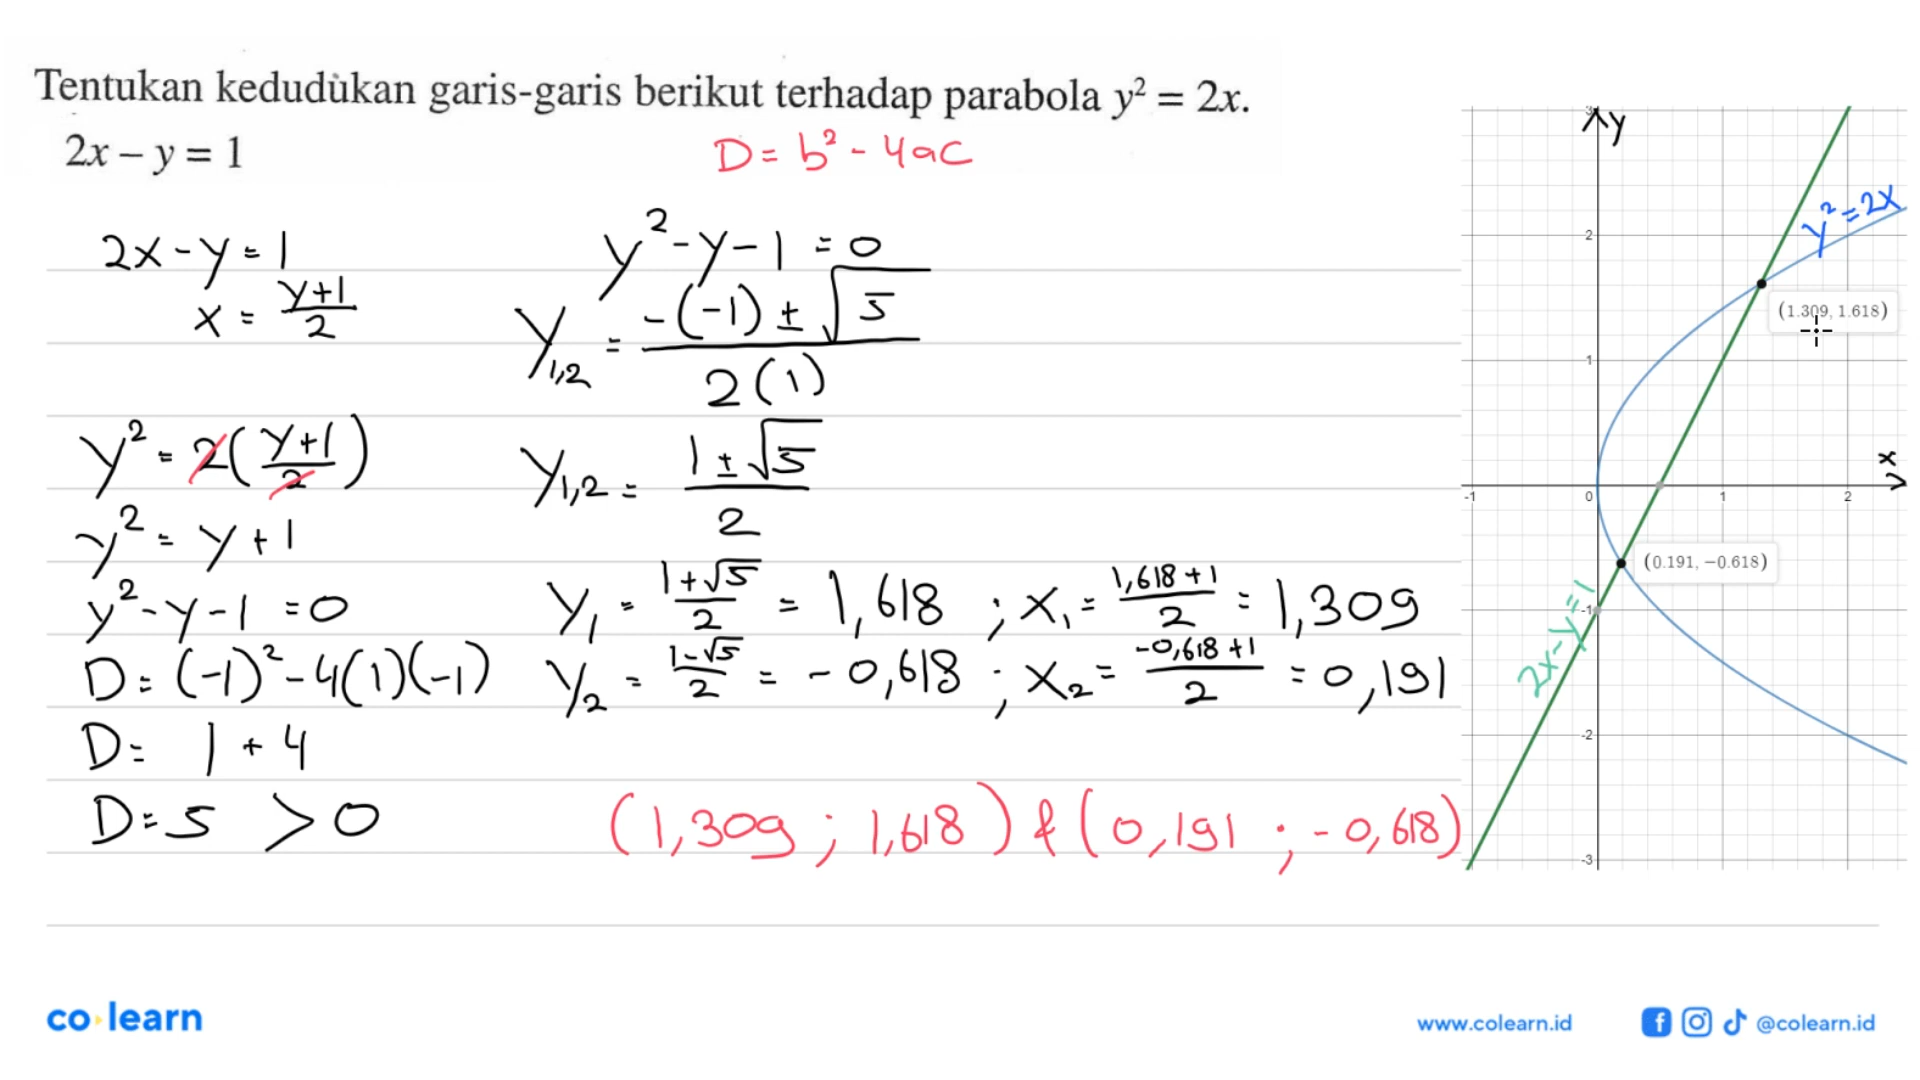 Tentukan kedudukan garis-garis berikut terhadap parabola y² = 2x.
2x – y = 1
D = b² - 4ac
2x - y = 1
x = (y+1)/2
y² = 2((y+1)/2)
y² = y + 1
y² - y - 1 = 0
D = (-1)² - 4(1)(-1)
D = 1 + 4
D = 5 > 0
y² - y - 1 = 0
y₁,₂ = (-(-1) ± √5)/(2(1))
y₁,₂ = (1 ± √5)/2
y₁ = (1+√5)/2 = 1,618 ; x₁ = (1,618+1)/2 = 1,309
y₂ = (1-√5)/2 = -0,618 ; x₂ = (-0,618+1)/2 = 0,191
(1,309 ; 1,618) & (0,191 ; -0,618)
y
3
y² = 2x
2
(1.309, 1.618)
1
x
-1 0 1 2
(0.191, −0.618)
2x - y = 1
-1
-2
-3
co·learn
www.colearn.id
@colearn.id